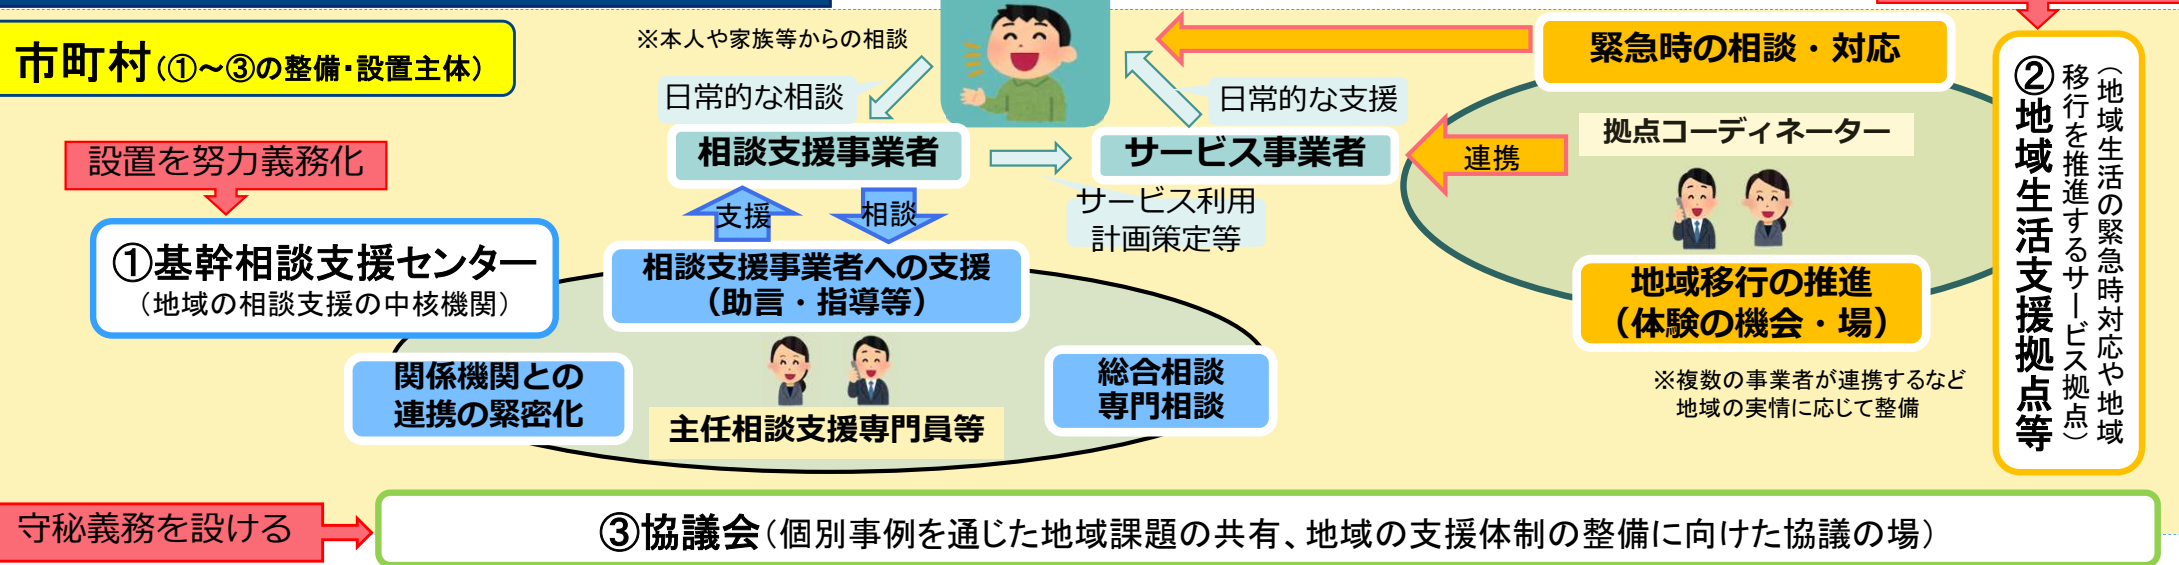 市町村(①~③の整備・設置主体)
※本人や家族等からの相談
日常的な相談
日常的な支援
緊急時の相談・対応
相談支援事業者
サービス事業者
連携
拠点コーディネーター
設置を努力義務化
支援
相談
サービス利用
計画策定等
①基幹相談支援センター
(地域の相談支援の中核機関)
相談支援事業者への支援
(助言・指導等)
地域移行の推進
(体験の機会・場)
関係機関との
連携の緊密化
主任相談支援専門員等
総合相談
専門相談
※複数の事業者が連携するなど
地域の実情に応じて整備
②地域生活支援拠点等
(地域生活の緊急時対応や地域
移行を推進するサービス拠点)
守秘義務を設ける
③協議会(個別事例を通じた地域課題の共有、地域の支援体制の整備に向けた協議の場)